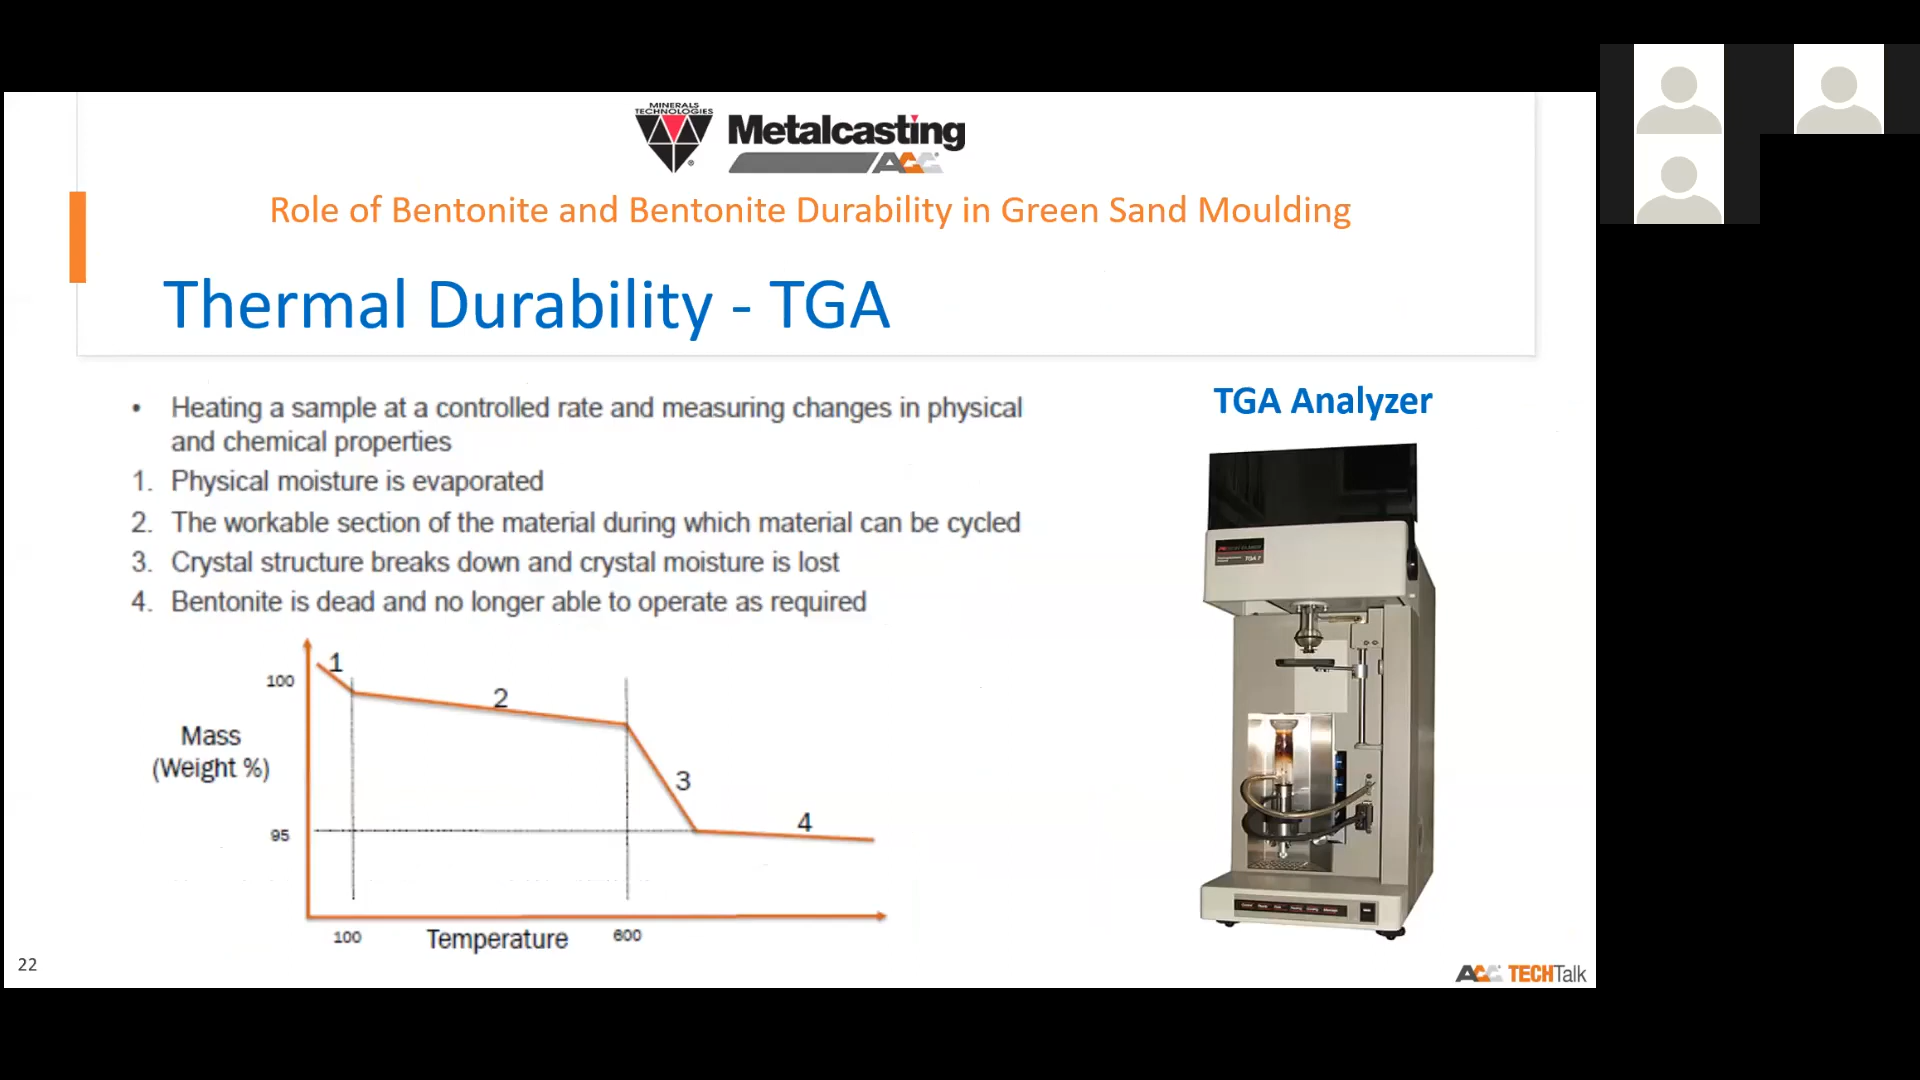 MINERALS
TECHNOLOGIES
Metalcasting
Role of Bentonite and Bentonite Durability in Green Sand Moulding
Thermal Durability - TGA
• Heating a sample at a controlled rate and measuring changes in physical
and chemical properties
1. Physical moisture is evaporated
2. The workable section of the material during which material can be cycled
3. Crystal structure breaks down and crystal moisture is lost
4. Bentonite is dead and no longer able to operate as required
TGA Analyzer
TGA 7
1
100
2
Mass
(Weight %)
3
4
95
100
Temperature
600
22
TECHTalk